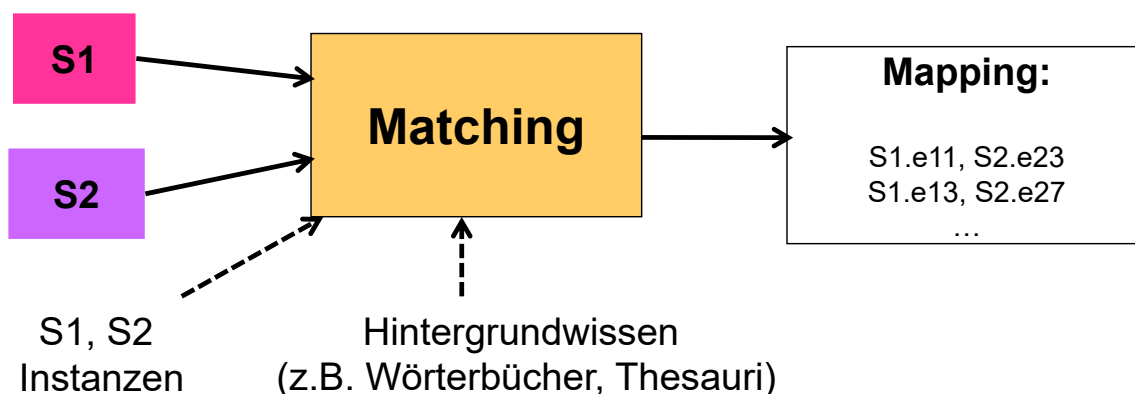 S1
S2
Matching
Mapping:
S1.e11, S2.e23
S1.e13, S2.e27
…
S1, S2
Instanzen
Hintergrundwissen
(z.B. Wörterbücher, Thesauri)